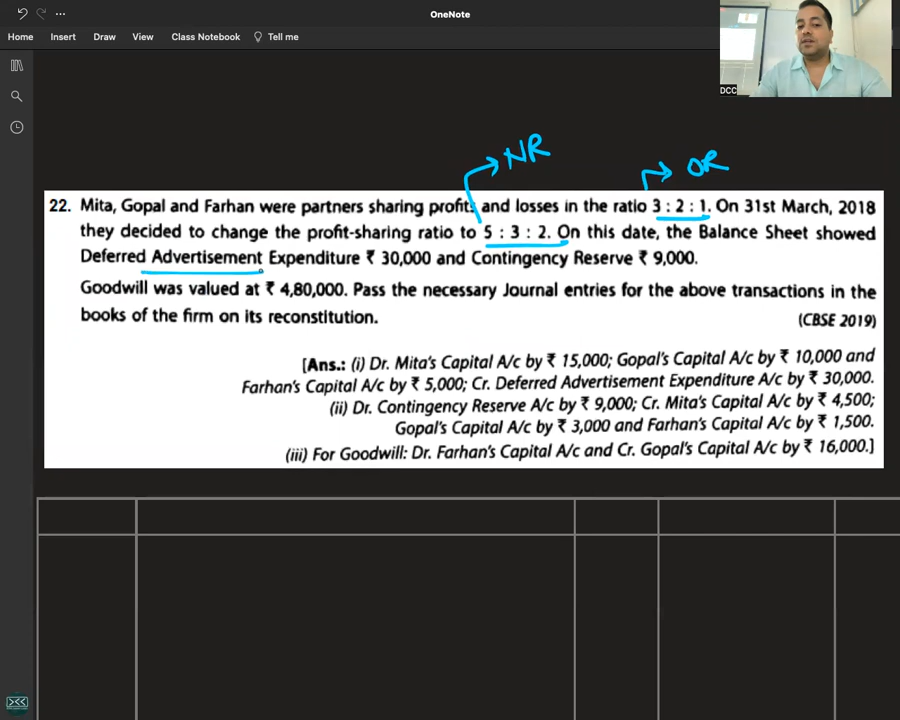 OneNote
Home Insert Draw View Class Notebook Tell me
DCC
NR
OR
22. Mita, Gopal and Farhan were partners sharing profits and losses in the ratio 3 : 2 : 1. On 31st March, 2018
they decided to change the profit-sharing ratio to 5 : 3 : 2. On this date, the Balance Sheet showed
Deferred Advertisement Expenditure ₹ 30,000 and Contingency Reserve ₹ 9,000.
Goodwill was valued at ₹ 4,80,000. Pass the necessary Journal entries for the above transactions in the
books of the firm on its reconstitution. (CBSE 2019)
[Ans.: (i) Dr. Mita's Capital A/c by ₹ 15,000; Gopal's Capital A/c by ₹ 10,000 and
Farhan's Capital A/c by ₹ 5,000; Cr. Deferred Advertisement Expenditure A/c by ₹ 30,000.
(ii) Dr. Contingency Reserve A/c by ₹ 9,000; Cr. Mita's Capital A/c by ₹ 4,500;
Gopal's Capital A/c by ₹ 3,000 and Farhan's Capital A/c by ₹ 1,500.
(iii) For Goodwill: Dr. Farhan's Capital A/c and Cr. Gopal's Capital A/c by ₹ 16,000.]